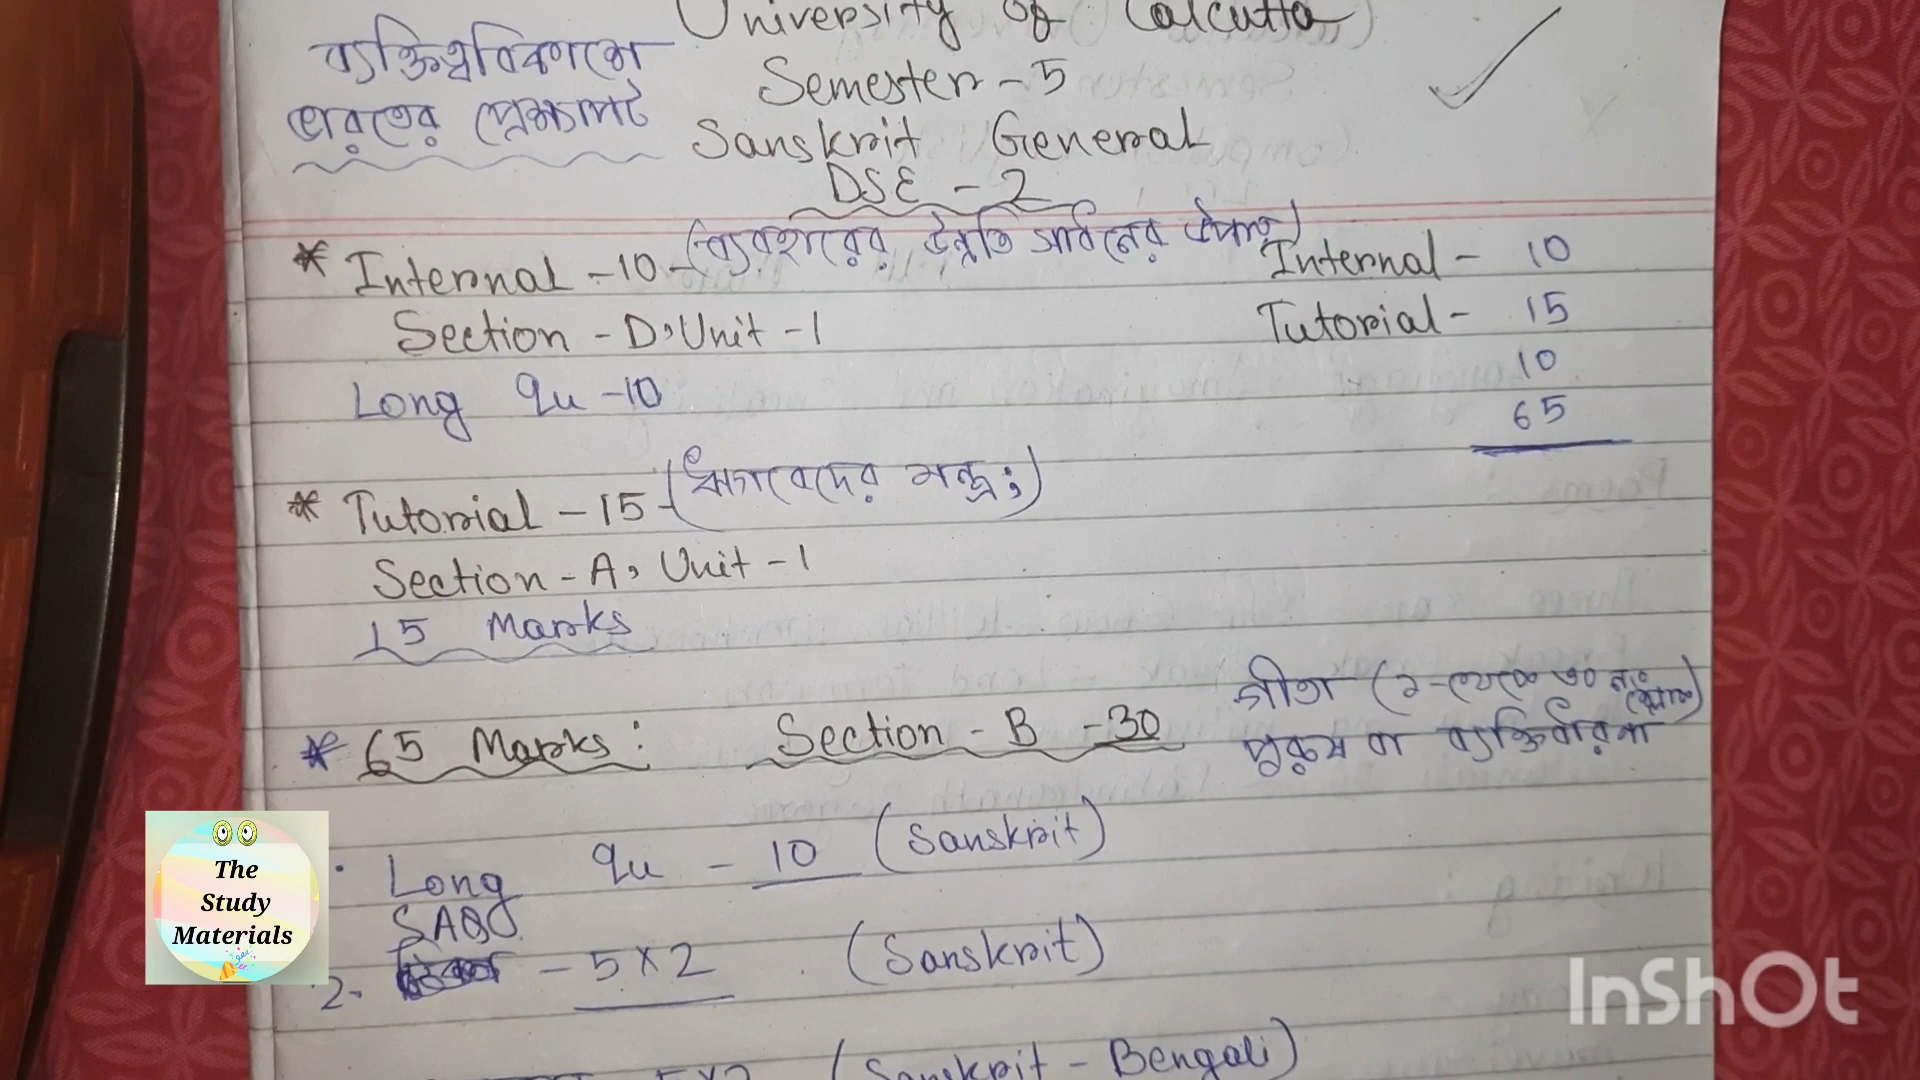 University of Calcutta
ব্যক্তিত্ববিকাশে
ভারতের প্রেক্ষাপট
Semester - 5
Sanskrit General
DSE - 2
* Internal - 10 - (ব্যবহারের উন্নতি সাধনের উপায়)
Section - D, Unit - 1
Long qu - 10
Internal - 10
Tutorial - 15
10
65
* Tutorial - 15 - (ঋগবেদের মন্ত্র;)
Section - A, Unit - 1
15 Marks
* 65 Marks: Section - B - 30
গীতা (২-থেকে ৩০ নং
পুরুষ বা ব্যক্তিধারনা
· Long qu - 10 (Sanskrit)
SAQ
2. - 5 x 2 (Sanskrit)
5x2 (Sanskrit - Bengali)
The
Study
Materials
InShOt